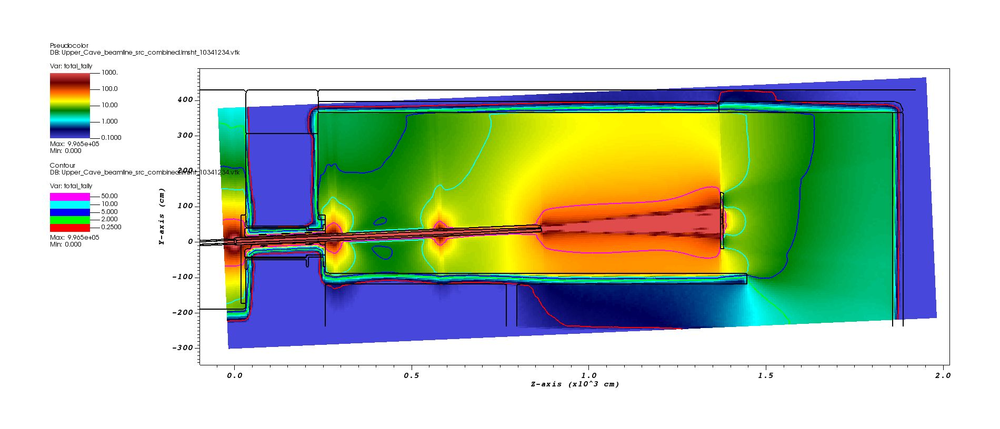 Pseudocolor
DB: Upper_Cave_beamline_src_combined.imsht_10341234.vtk
Var: total_tally
1000.
100.0
10.00
1.000
0.1000
Max: 9.965e+05
Min: 0.000
Contour
DB: Upper_Cave_beamline_src_combined.imsht_10341234.vtk
Var: total_tally
50.00
10.00
5.000
2.000
0.2500
Max: 9.965e+05
Min: 0.000
Y-axis (cm)
400
300
200
100
0
-100
-200
-300
0.0 0.5 1.0 1.5 2.0
Z-axis (x10^3 cm)